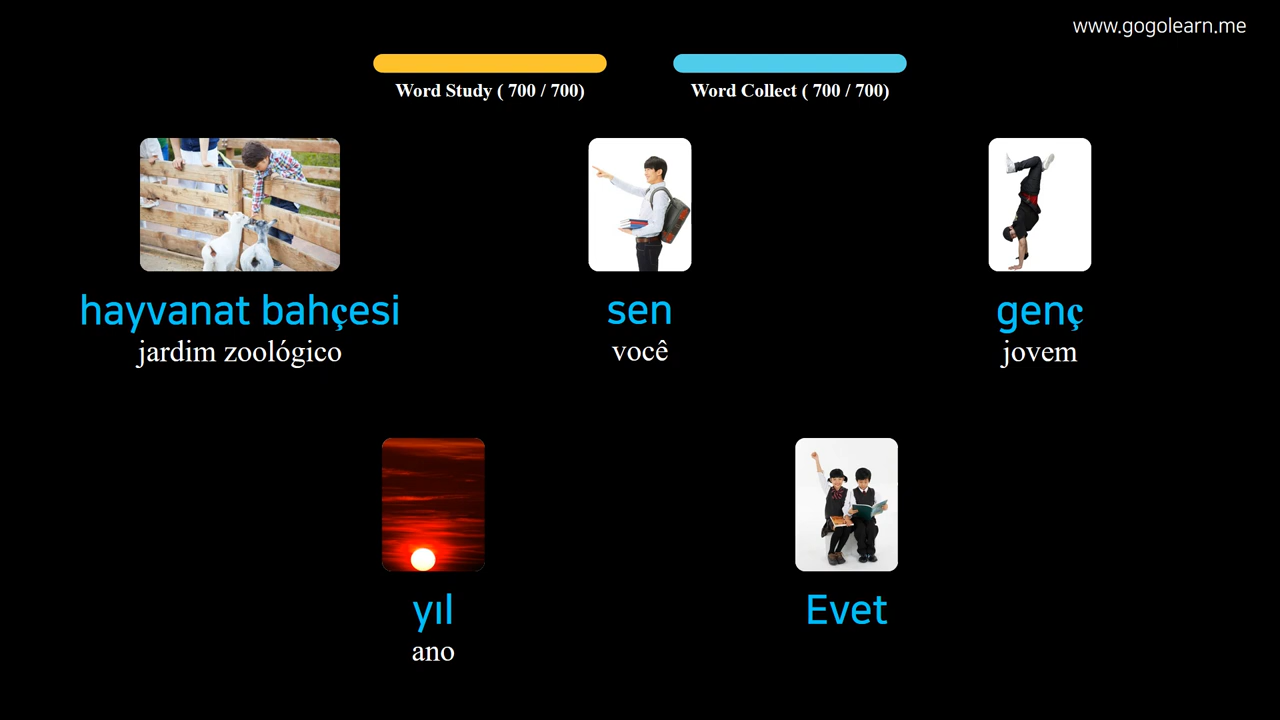 www.gogolearn.me
Word Study ( 700 / 700)
Word Collect ( 700 / 700)
hayvanat bahçesi
jardim zoológico
sen
você
genç
jovem
yıl
ano
Evet